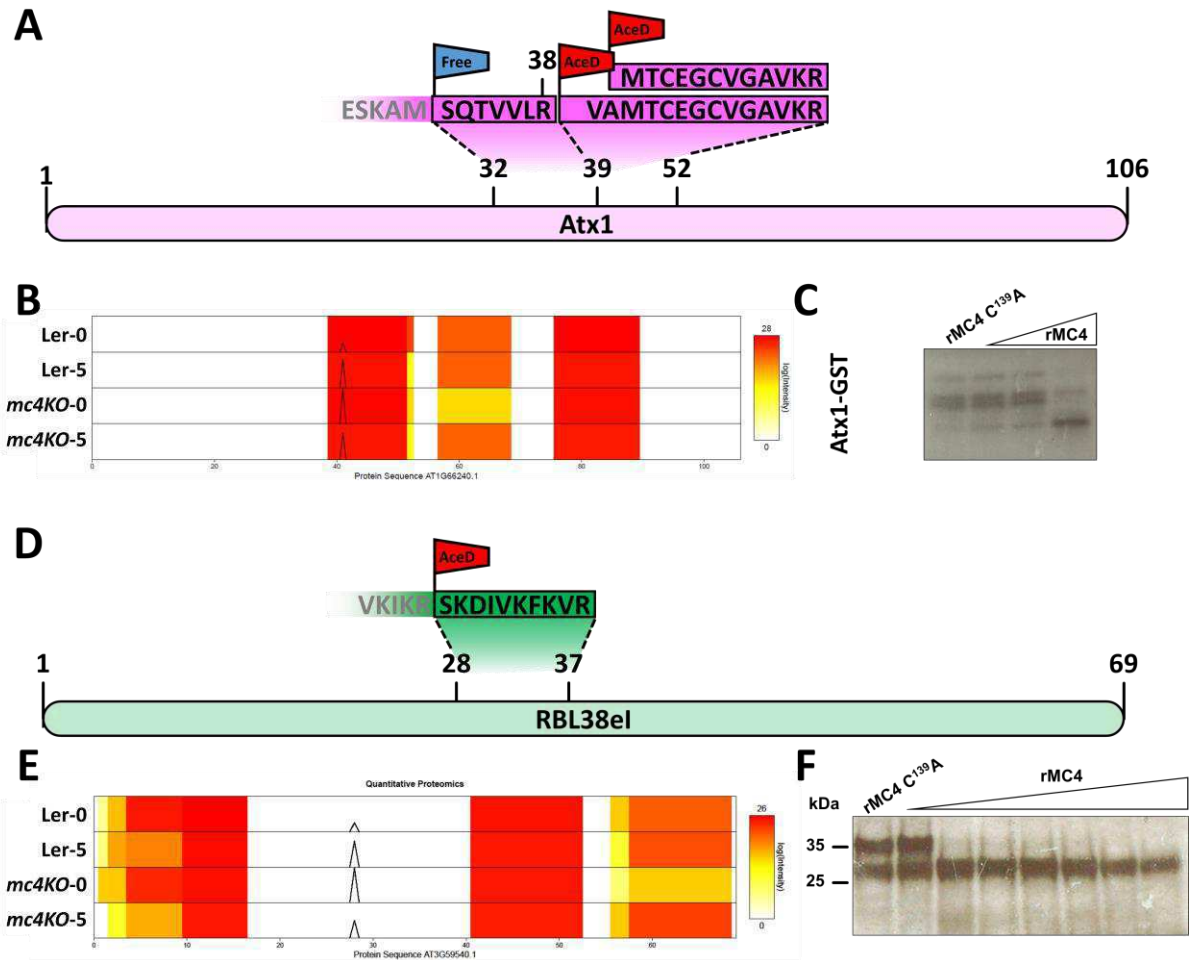 A
AceD
Free
38
AceD
MTCEGCVGAVKR
ESKAM SQTVVLR
VAMTCEGCVGAVKR
32
39
52
1
106
Atx1
B
Ler-0
Ler-5
mc4KO-0
mc4KO-5
0
20
40
60
80
100
Protein Sequence AT1G66240.1
28
log(Intensity)
0
C
rMC4 C139A
rMC4
Atx1-GST
D
AceD
VKIKR SKDIVKFKVR
28
37
1
69
RBL38el
E
Quantitative Proteomics
Ler-0
Ler-5
mc4KO-0
mc4KO-5
0
10
20
30
40
50
60
Protein Sequence AT3G59540.1
26
log(Intensity)
0
F
rMC4 C139A
rMC4
kDa
35
25